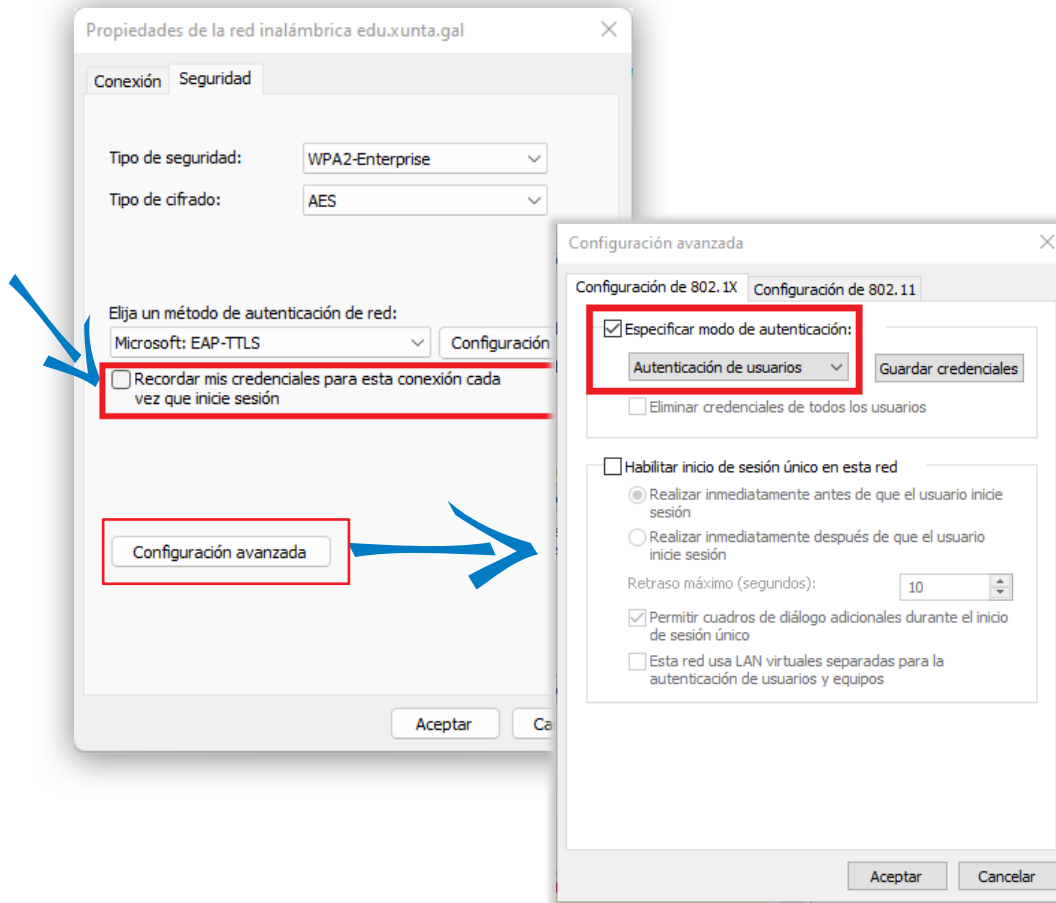 Propiedades de la red inalámbrica edu.xunta.gal
Conexión
Seguridad
Tipo de seguridad:
WPA2-Enterprise
Tipo de cifrado:
AES
Elija un método de autenticación de red:
Microsoft: EAP-TTLS
Configuración
Recordar mis credenciales para esta conexión cada
vez que inicie sesión
Configuración avanzada
Aceptar
Ca
Configuración avanzada
Configuración de 802.1X
Configuración de 802.11
Especificar modo de autenticación:
Autenticación de usuarios
Guardar credenciales
Eliminar credenciales de todos los usuarios
Habilitar inicio de sesión único en esta red
Realizar inmediatamente antes de que el usuario inicie
sesión
Realizar inmediatamente después de que el usuario
inicie sesión
Retraso máximo (segundos):
10
Permitir cuadros de diálogo adicionales durante el inicio
de sesión único
Esta red usa LAN virtuales separadas para la
autenticación de usuarios y equipos
Aceptar
Cancelar